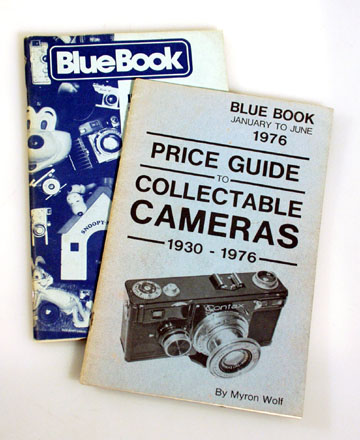 BlueBook
SNOOPY
BLUE BOOK
JANUARY TO JUNE
1976
PRICE GUIDE
TO
COLLECTABLE
CAMERAS
1930 - 1976
Contax
By Myron Wolf